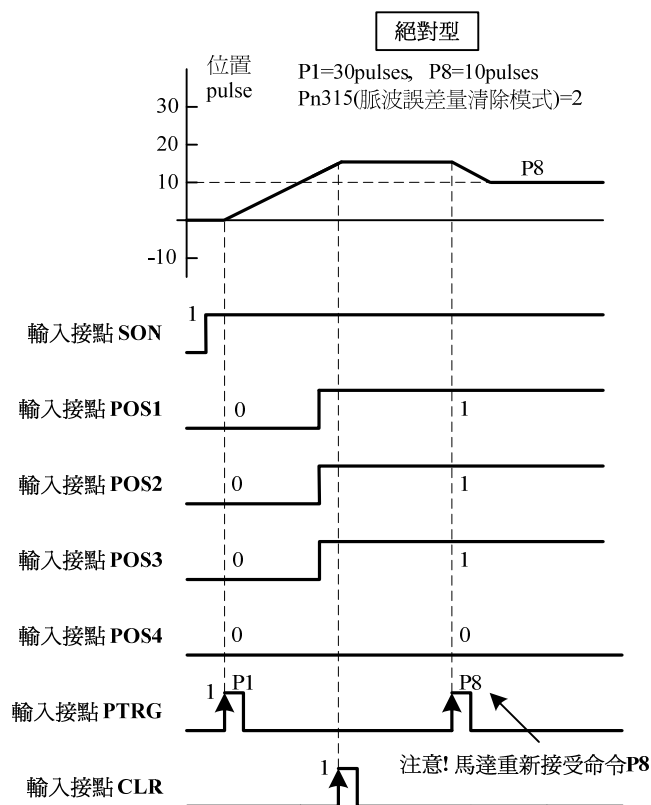 絕對型
位置
pulse
P1=30pulses, P8=10pulses
Pn315(脈波誤差量清除模式)=2
30
20
10
-10
P8
輸入接點 SON
1
輸入接點 POS1
0
1
輸入接點 POS2
0
1
輸入接點 POS3
0
1
輸入接點 POS4
0
0
輸入接點 PTRG
1
P1
P8
注意! 馬達重新接受命令P8
輸入接點 CLR
1